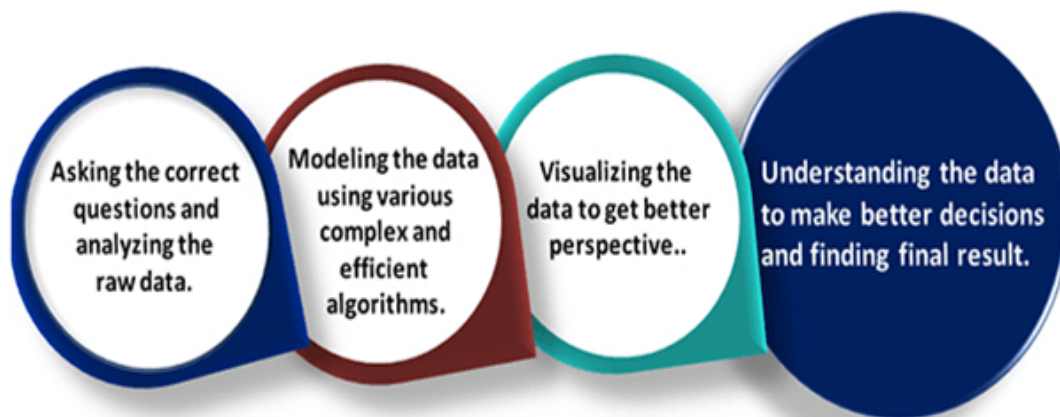 Asking the correct
questions and
analyzing the
raw data.
Modeling the data
using various
complex and
efficient
algorithms.
Visualizing the
data to get better
perspective..
Understanding the data
to make better decisions
and finding final result.